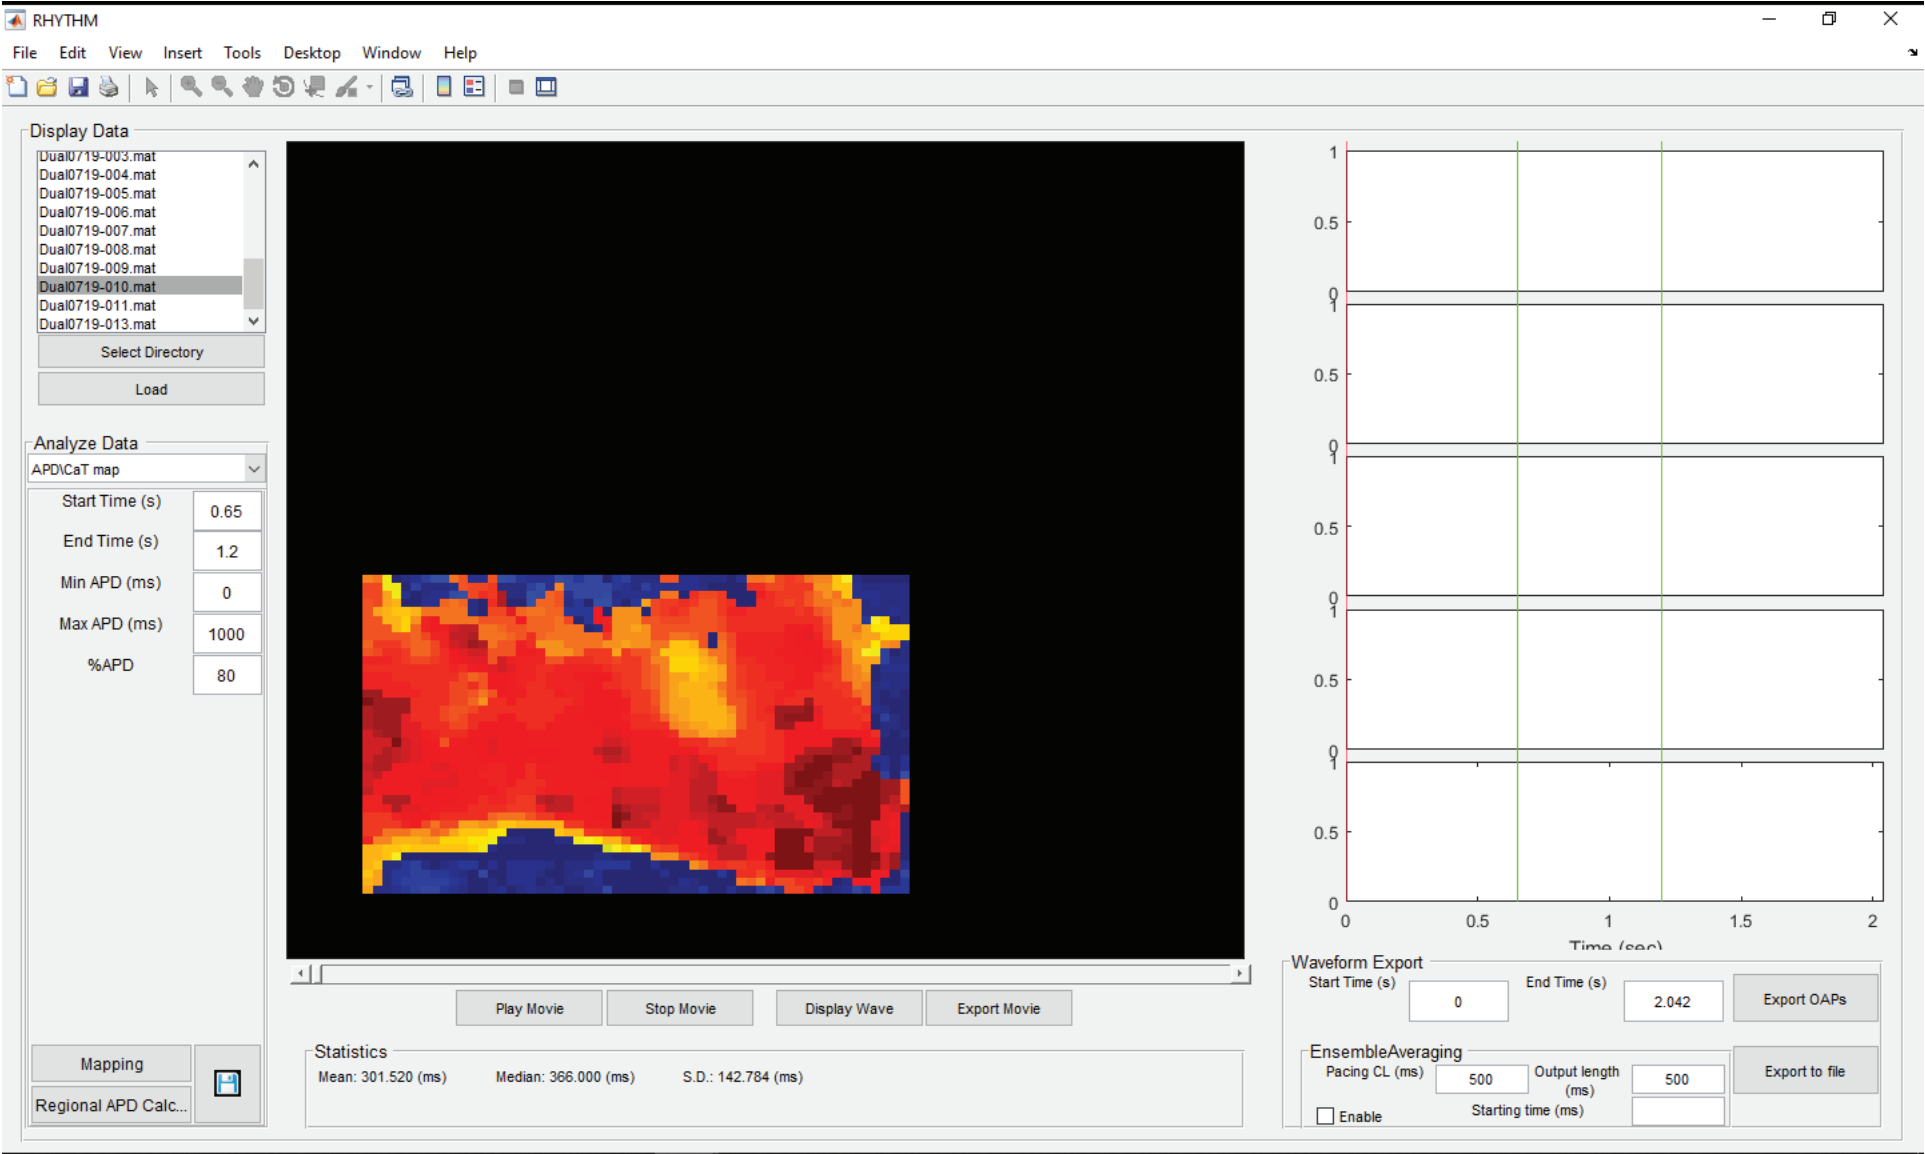 RHYTHM
File Edit View Insert Tools Desktop Window Help
Display Data
Dual0719-003.mat
Dual0719-004.mat
Dual0719-005.mat
Dual0719-006.mat
Dual0719-007.mat
Dual0719-008.mat
Dual0719-009.mat
Dual0719-010.mat
Dual0719-011.mat
Dual0719-013.mat
Select Directory
Load
Analyze Data
APD\CaT map
Start Time (s) 0.65
End Time (s) 1.2
Min APD (ms) 0
Max APD (ms) 1000
%APD 80
Mapping
Regional APD Calc...
Play Movie Stop Movie Display Wave Export Movie
Statistics
Mean: 301.520 (ms) Median: 366.000 (ms) S.D.: 142.784 (ms)
1
0.5
0
1
0.5
0
1
0.5
0
1
0.5
0
1
0.5
0
0 0.5 1 1.5 2
Time (sec)
Waveform Export
Start Time (s) 0 End Time (s) 2.042 Export OAPs
EnsembleAveraging
Pacing CL (ms) 500 Output length (ms) 500 Export to file
Enable Starting time (ms)